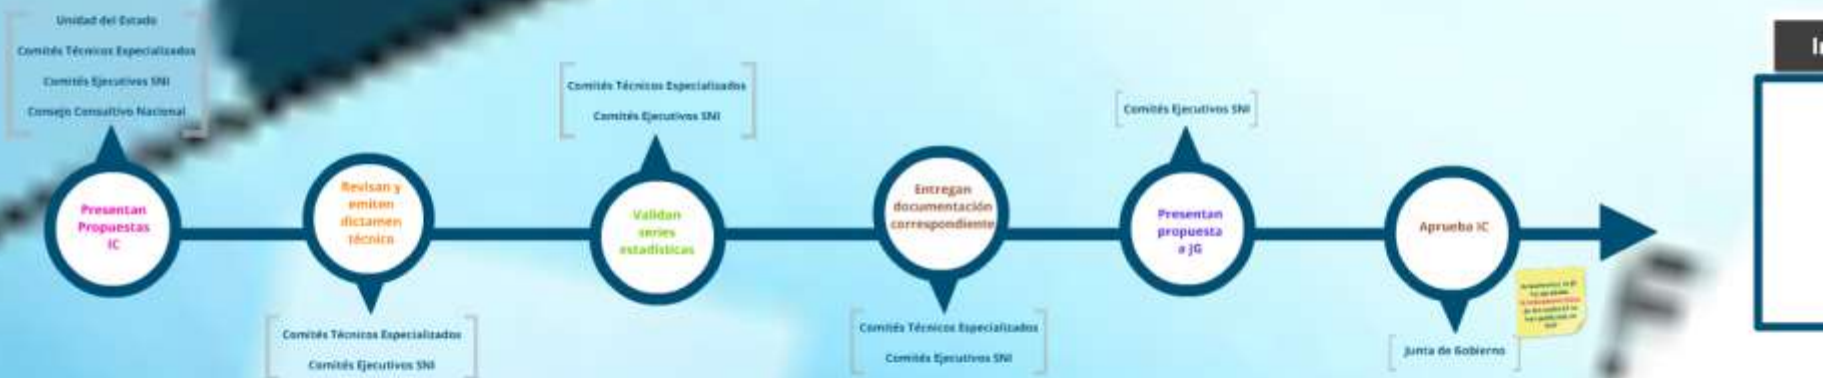 Unidad del Estado
Comités Técnicos Especializados
Comités Ejecutivos SNI
Consejo Consultivo Nacional
Presentan
Propuestas
IC
Revisan y
emiten
dictamen
técnico
Comités Técnicos Especializados
Comités Ejecutivos SNI
Comités Técnicos Especializados
Comités Ejecutivos SNI
Validan
series
estadísticas
Entregan
documentación
correspondiente
Comités Técnicos Especializados
Comités Ejecutivos SNI
Comités Ejecutivos SNI
Presentan
propuesta
a JG
Aprueba IC
Junta de Gobierno